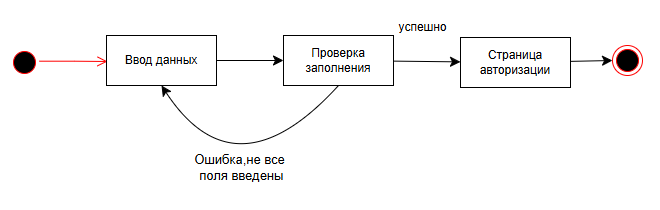 успешно
Ввод данных
Проверка
заполнения
Страница
авторизации
Ошибка,не все
поля введены